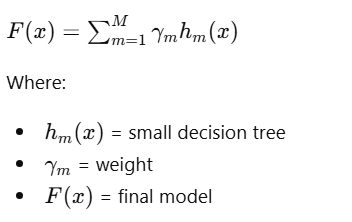 F(x) = ∑_{m=1}^{M} γ_m h_m(x)
Where:
• h_m(x) = small decision tree
• γ_m = weight
• F(x) = final model